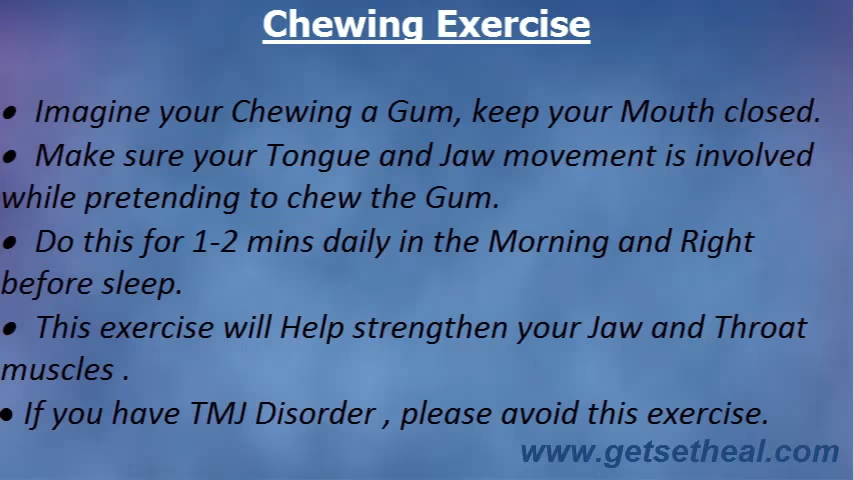 Chewing Exercise
● Imagine your Chewing a Gum, keep your Mouth closed.
● Make sure your Tongue and Jaw movement is involved
while pretending to chew the Gum.
● Do this for 1-2 mins daily in the Morning and Right
before sleep.
● This exercise will Help strengthen your Jaw and Throat
muscles .
● If you have TMJ Disorder , please avoid this exercise.
www.getsetheal.com